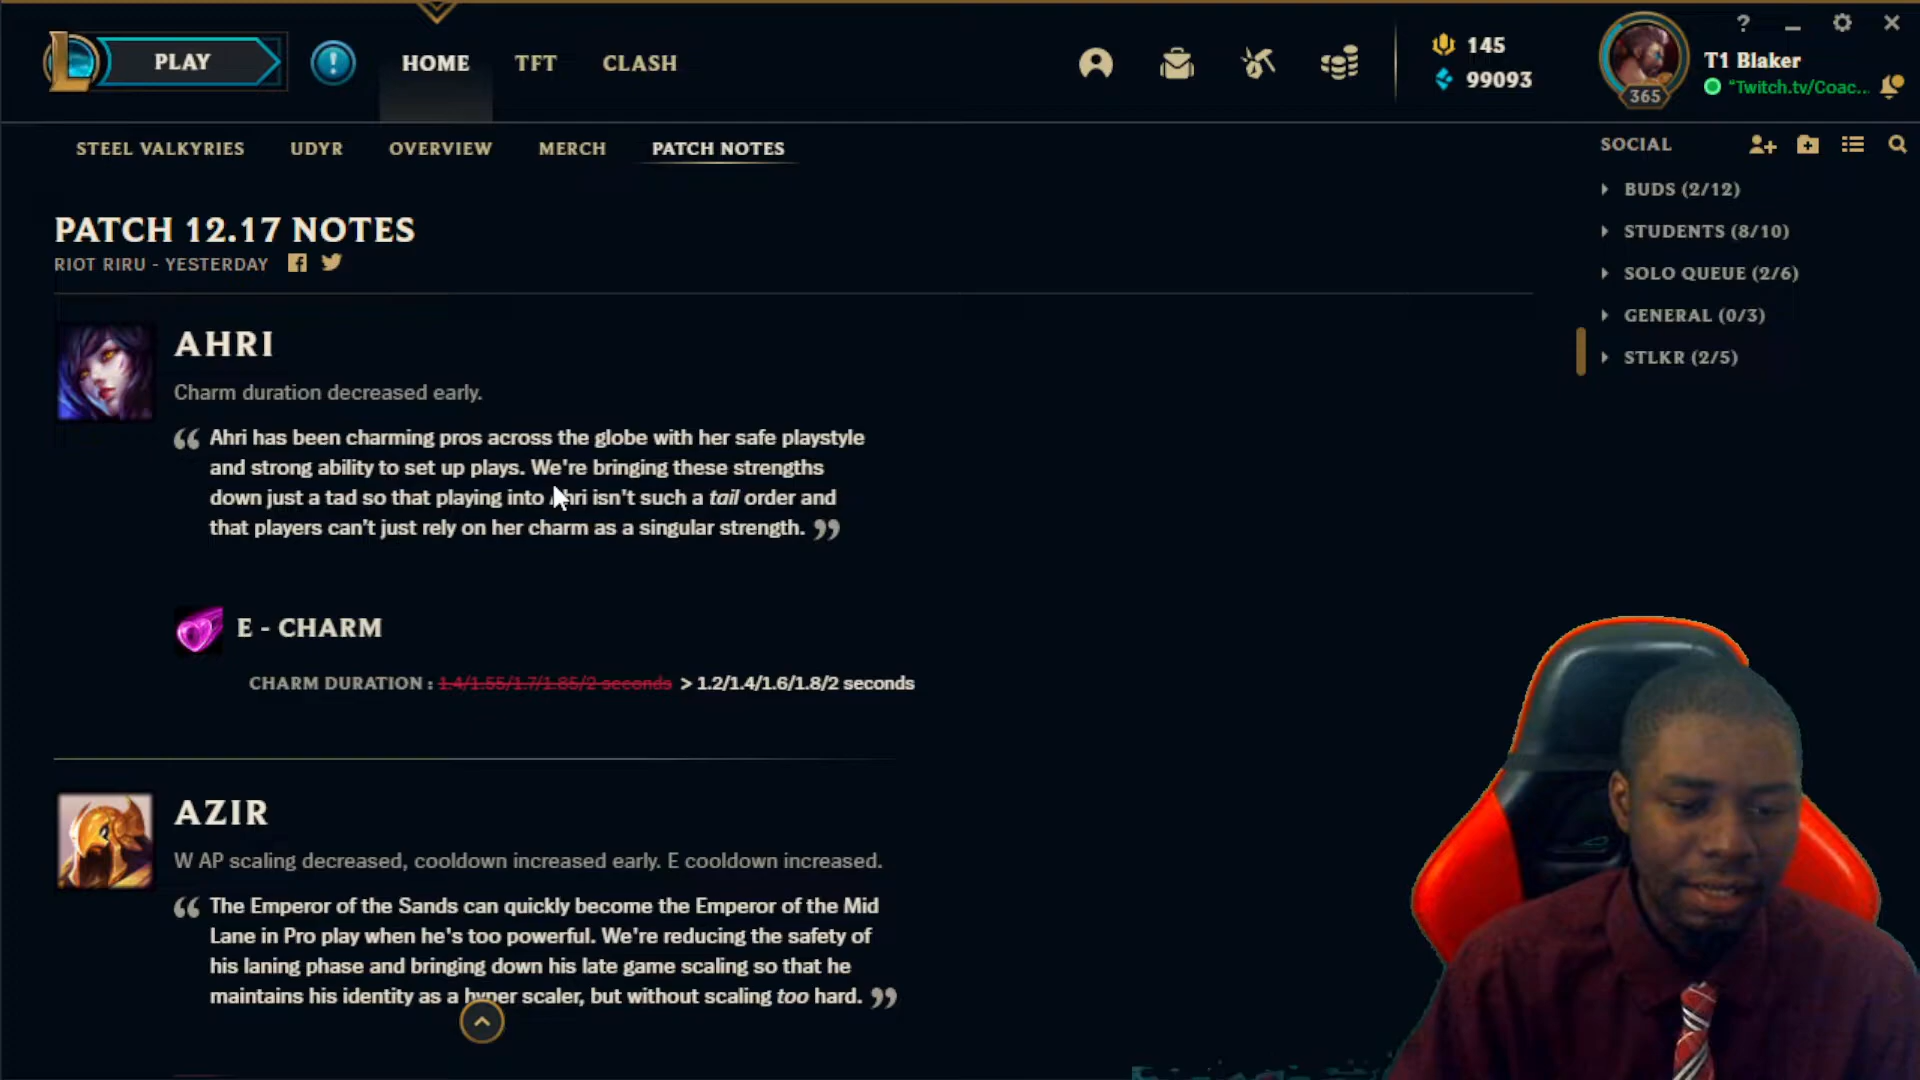 PLAY
HOME
TFT
CLASH
145
99093
365
?
T1 Blaker
"Twitch.tv/Coac...
STEEL VALKYRIES
UDYR
OVERVIEW
MERCH
PATCH NOTES
SOCIAL
BUDS (2/12)
STUDENTS (8/10)
SOLO QUEUE (2/6)
GENERAL (0/3)
STLKR (2/5)
PATCH 12.17 NOTES
RIOT RIRU - YESTERDAY
AHRI
Charm duration decreased early.
“ Ahri has been charming pros across the globe with her safe playstyle
and strong ability to set up plays. We're bringing these strengths
down just a tad so that playing into Ahri isn't such a tail order and
that players can't just rely on her charm as a singular strength. ”
E - CHARM
CHARM DURATION : 1.4/1.55/1.7/1.85/2 seconds > 1.2/1.4/1.6/1.8/2 seconds
AZIR
W AP scaling decreased, cooldown increased early. E cooldown increased.
“ The Emperor of the Sands can quickly become the Emperor of the Mid
Lane in Pro play when he's too powerful. We're reducing the safety of
his laning phase and bringing down his late game scaling so that he
maintains his identity as a hyper scaler, but without scaling too hard. ”